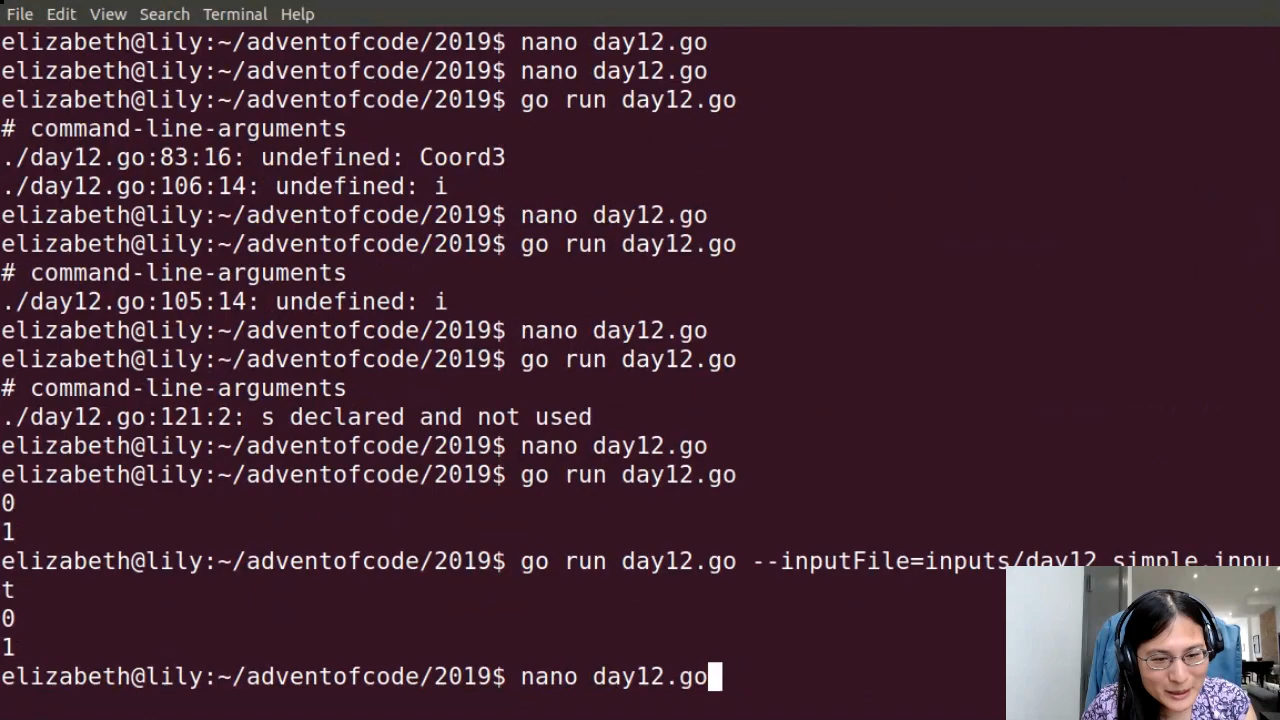 File Edit View Search Terminal Help
elizabeth@lily:~/adventofcode/2019$ nano day12.go
elizabeth@lily:~/adventofcode/2019$ nano day12.go
elizabeth@lily:~/adventofcode/2019$ go run day12.go
# command-line-arguments
./day12.go:83:16: undefined: Coord3
./day12.go:106:14: undefined: i
elizabeth@lily:~/adventofcode/2019$ nano day12.go
elizabeth@lily:~/adventofcode/2019$ go run day12.go
# command-line-arguments
./day12.go:105:14: undefined: i
elizabeth@lily:~/adventofcode/2019$ nano day12.go
elizabeth@lily:~/adventofcode/2019$ go run day12.go
# command-line-arguments
./day12.go:121:2: s declared and not used
elizabeth@lily:~/adventofcode/2019$ nano day12.go
elizabeth@lily:~/adventofcode/2019$ go run day12.go
0
1
elizabeth@lily:~/adventofcode/2019$ go run day12.go --inputFile=inputs/day12_simple.inpu
t
0
1
elizabeth@lily:~/adventofcode/2019$ nano day12.go